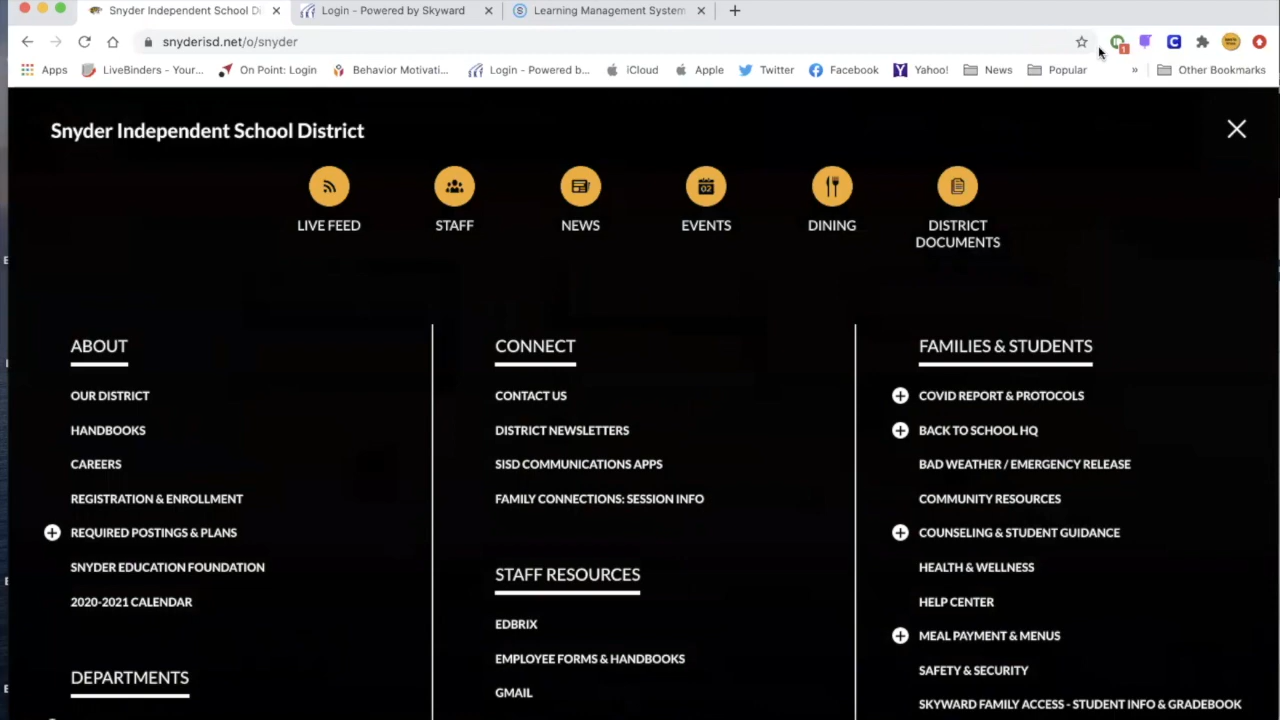 Snyder Independent School Di
Login - Powered by Skyward
Learning Management System
snyderisd.net/o/snyder
Apps
LiveBinders - Your...
On Point: Login
Behavior Motivati...
Login - Powered b...
iCloud
Apple
Twitter
Facebook
Yahoo!
News
Popular
»
Other Bookmarks
Snyder Independent School District
LIVE FEED
STAFF
NEWS
EVENTS
DINING
DISTRICT
DOCUMENTS
ABOUT
OUR DISTRICT
HANDBOOKS
CAREERS
REGISTRATION & ENROLLMENT
REQUIRED POSTINGS & PLANS
SNYDER EDUCATION FOUNDATION
2020-2021 CALENDAR
DEPARTMENTS
CONNECT
CONTACT US
DISTRICT NEWSLETTERS
SISD COMMUNICATIONS APPS
FAMILY CONNECTIONS: SESSION INFO
STAFF RESOURCES
EDBRIX
EMPLOYEE FORMS & HANDBOOKS
GMAIL
FAMILIES & STUDENTS
COVID REPORT & PROTOCOLS
BACK TO SCHOOL HQ
BAD WEATHER / EMERGENCY RELEASE
COMMUNITY RESOURCES
COUNSELING & STUDENT GUIDANCE
HEALTH & WELLNESS
HELP CENTER
MEAL PAYMENT & MENUS
SAFETY & SECURITY
SKYWARD FAMILY ACCESS - STUDENT INFO & GRADEBOOK